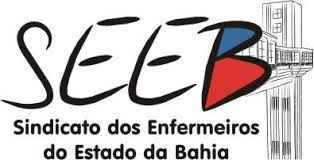 SEEB
Sindicato dos Enfermeiros
do Estado da Bahia